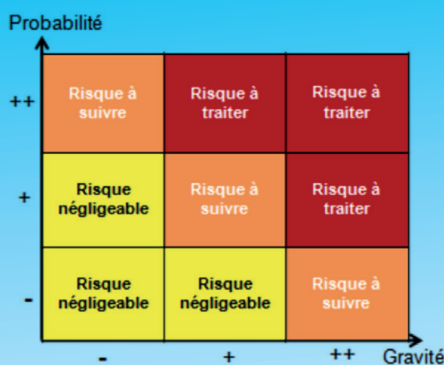 Probabilité
++
Risque à
suivre
Risque à
traiter
Risque à
traiter
+
Risque
négligeable
Risque à
suivre
Risque à
traiter
-
Risque
négligeable
Risque
négligeable
Risque à
suivre
- + ++ Gravité